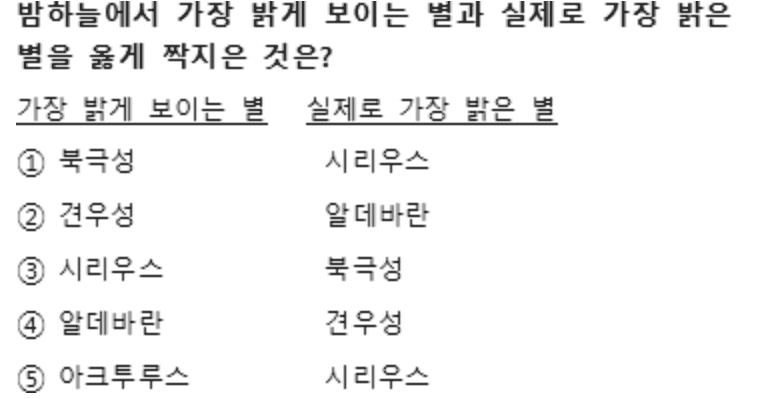 밤하늘에서 가장 밝게 보이는 별과 실제로 가장 밝은
별을 옳게 짝지은 것은?
가장 밝게 보이는 별 실제로 가장 밝은 별
① 북극성 시리우스
② 견우성 알데바란
③ 시리우스 북극성
④ 알데바란 견우성
⑤ 아크투루스 시리우스